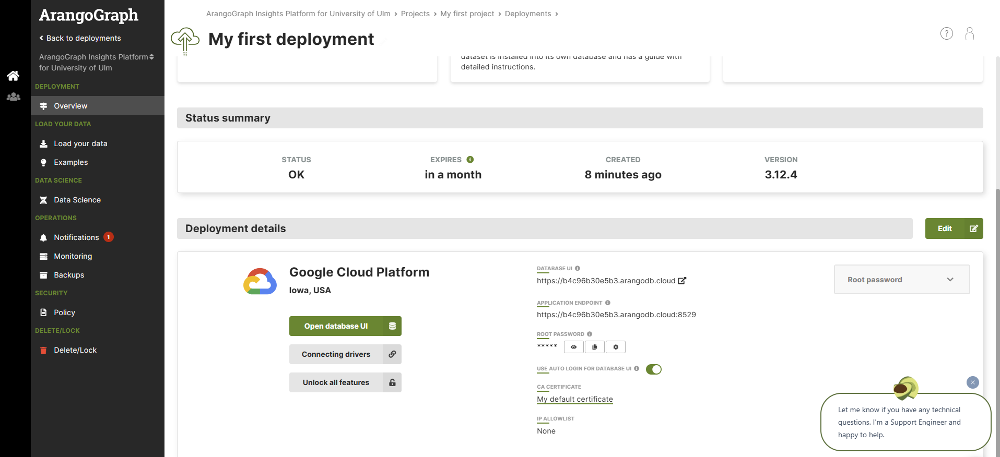 ArangoGraph
Back to deployments
ArangoGraph Insights Platform
for University of Ulm
DEPLOYMENT
Overview
LOAD YOUR DATA
Load your data
Examples
DATA SCIENCE
Data Science
OPERATIONS
Notifications 1
Monitoring
Backups
SECURITY
Policy
DELETE/LOCK
Delete/Lock
ArangoGraph Insights Platform for University of Ulm > Projects > My first project > Deployments >
My first deployment
?
dataset is installed into its own database and has a guide with
detailed instructions.
Status summary
STATUS
OK
EXPIRES
in a month
CREATED
8 minutes ago
VERSION
3.12.4
Deployment details
Edit
Google Cloud Platform
Iowa, USA
Open database UI
Connecting drivers
Unlock all features
DATABASE UI
https://b4c96b30e5b3.arangodb.cloud
APPLICATION ENDPOINT
https://b4c96b30e5b3.arangodb.cloud:8529
ROOT PASSWORD
*****
USE AUTO LOGIN FOR DATABASE UI
CA CERTIFICATE
My default certificate
IP ALLOWLIST
None
Root password
Let me know if you have any technical
questions. I'm a Support Engineer and
happy to help.